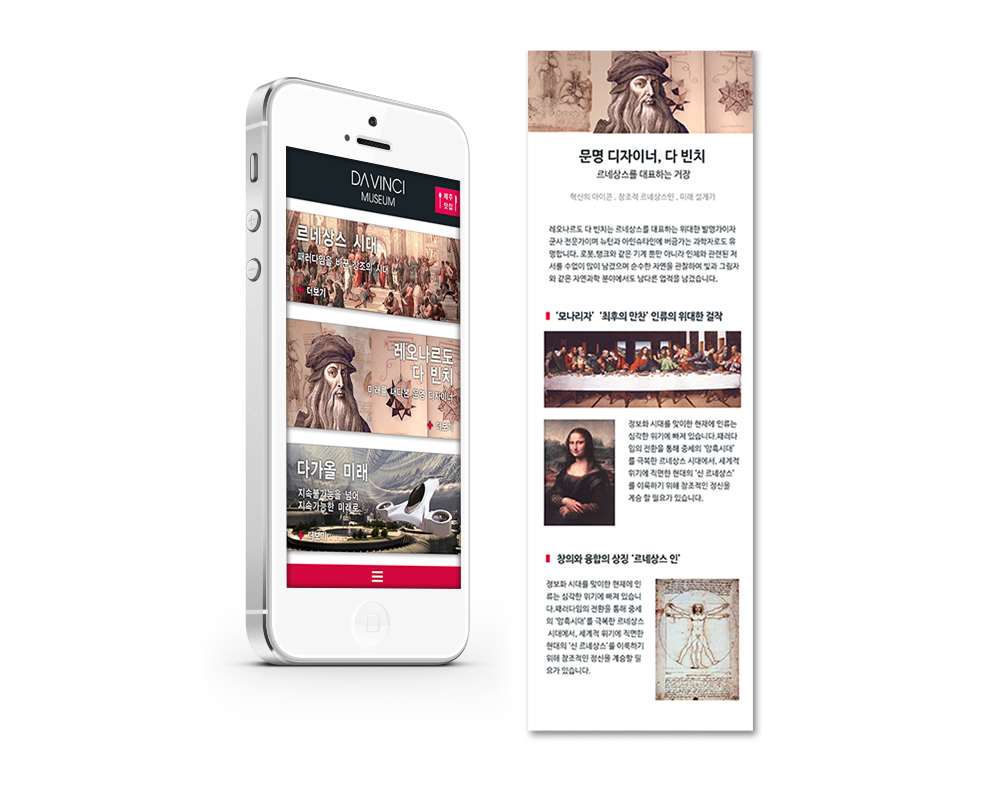 DA VINCI
MUSEUM
제주
맛집
르네상스 시대
패러다임을 바꾼 창조의 시대
더보기
레오나르도
다 빈치
미래를 내다본 문명 디자이너
더보기
다가올 미래
지속불가능을 넘어
지속가능한 미래로
더보기
문명 디자이너, 다 빈치
르네상스를 대표하는 거장
혁신의 아이콘 . 창조적 르네상스인 . 미래 설계가
레오나르도 다 빈치는 르네상스를 대표하는 위대한 발명가이자
군사 전문가이며 뉴턴과 아인슈타인에 버금가는 과학자로도 유
명합니다. 로봇,탱크와 같은 기계 뿐만 아니라 인체와 관련된 저
서를 수없이 많이 남겼으며 순수한 자연을 관찰하여 빛과 그림자
와 같은 자연과학 분야에서도 남다른 업적을 남겼습니다.
'모나리자' '최후의 만찬' 인류의 위대한 걸작
정보화 시대를 맞이한 현재에 인류는
심각한 위기에 빠져 있습니다.패러다
임의 전환을 통해 중세의 '암흑시대'
를 극복한 르네상스 시대에서, 세계적
위기에 직면한 현대의 '신 르네상스'
를 이룩하기 위해 창조적인 정신을
계승 할 필요가 있습니다.
창의와 융합의 상징 '르네상스 인'
정보화 시대를 맞이한 현재에 인
류는 심각한 위기에 빠져 있습니
다.패러다임의 전환을 통해 중세
의 '암흑시대'를 극복한 르네상스
시대에서, 세계적 위기에 직면한
현대의 '신 르네상스'를 이룩하기
위해 창조적인 정신을 계승할 필
요가 있습니다.